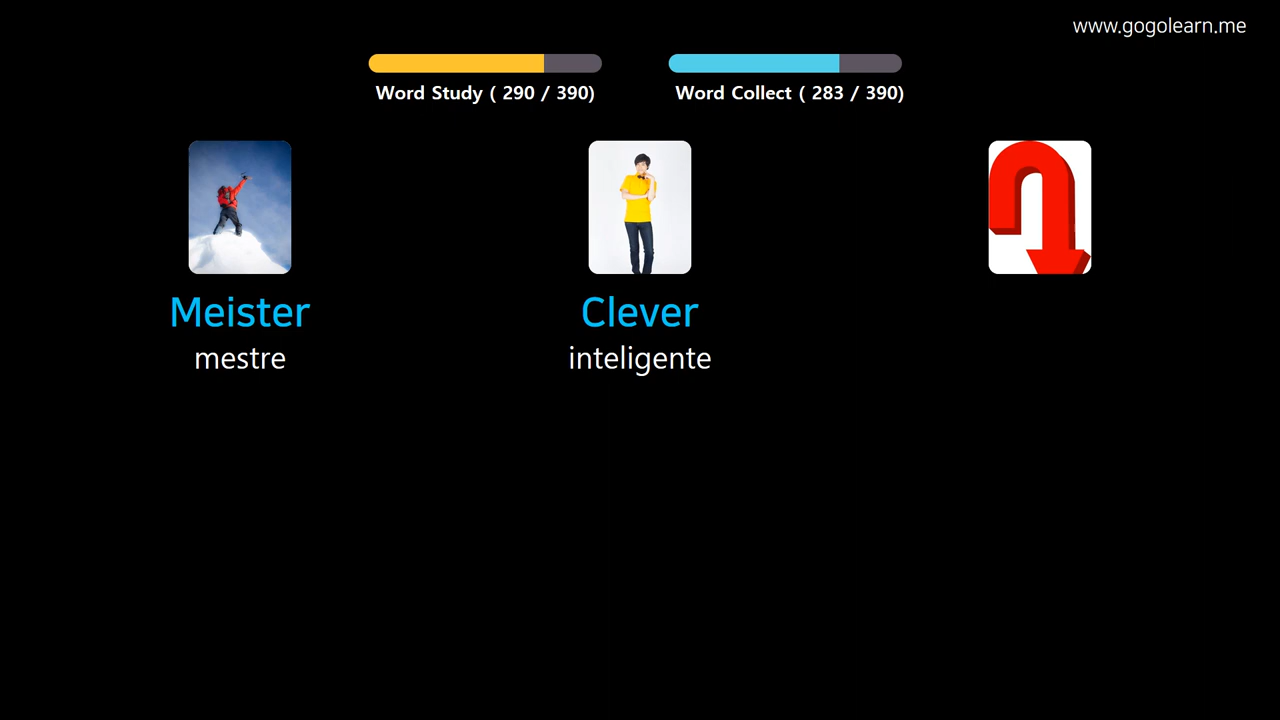 www.gogolearn.me
Word Study ( 290 / 390)
Word Collect ( 283 / 390)
Meister
mestre
Clever
inteligente